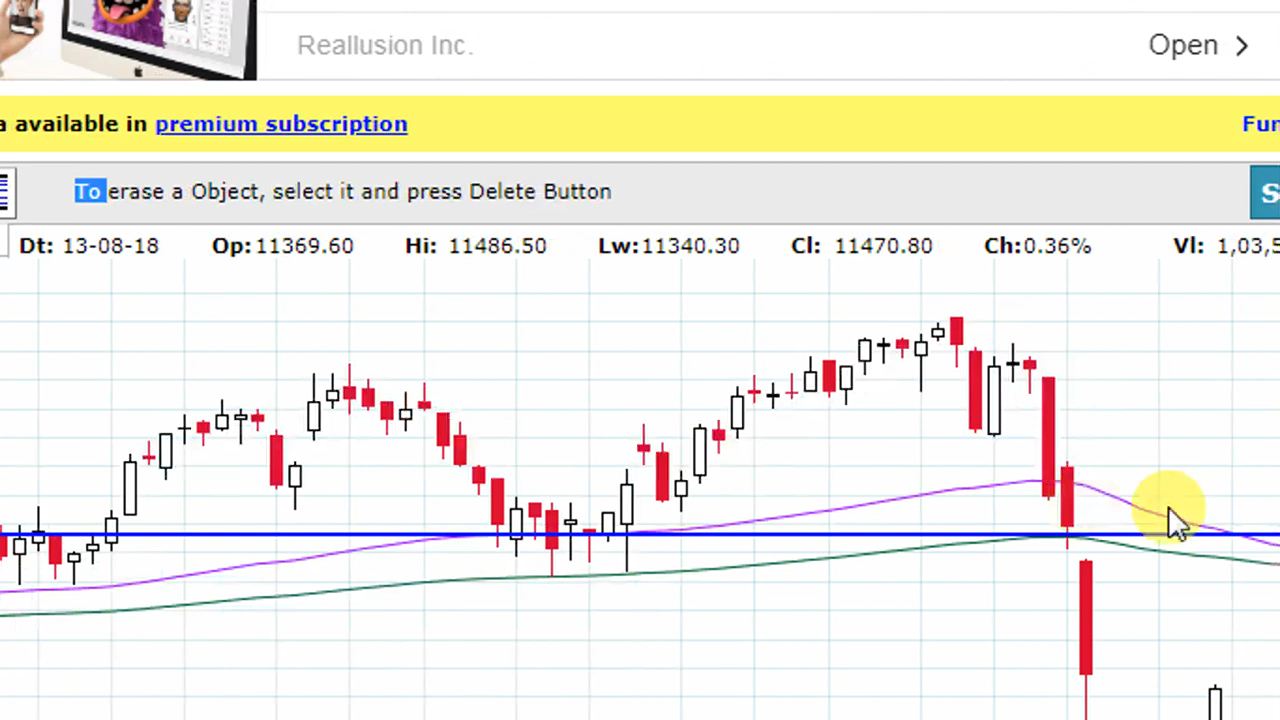 Reallusion Inc.
Open
a available in premium subscription
Fun
To erase a Object, select it and press Delete Button
S
Dt: 13-08-18 Op: 11369.60 Hi: 11486.50 Lw: 11340.30 Cl: 11470.80 Ch: 0.36% Vl: 1,03,5